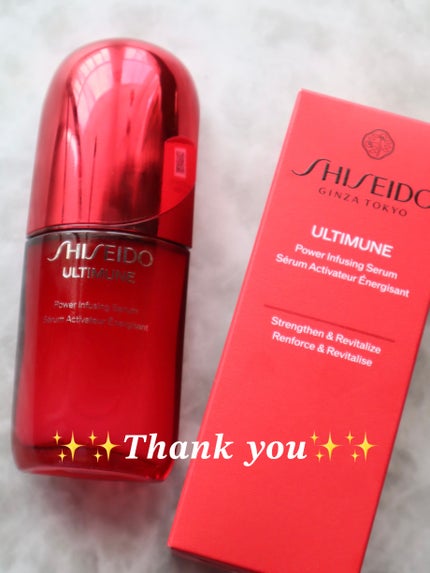 SHISEIDO
ULTIMUNE
Power Infusing Serum
Sérum Activateur Énergisant
SHISEIDO
GINZA TOKYO
ULTIMUNE
Power Infusing Serum
Sérum Activateur Énergisant
Strengthen & Revitalize
Renforce & Revitalise
✨✨Thank you✨✨